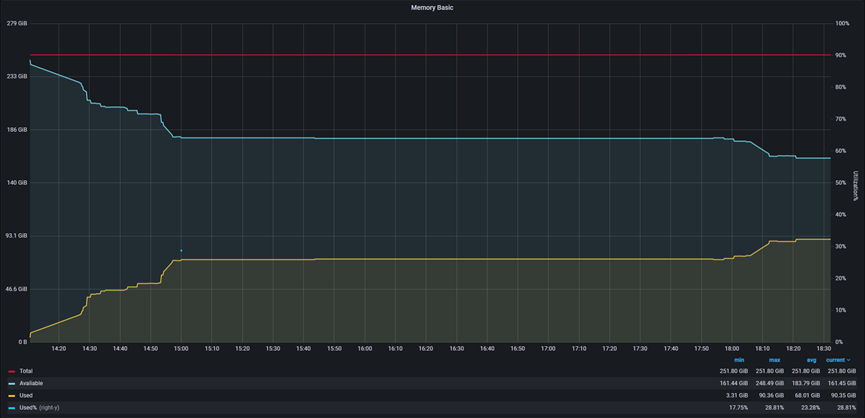 Memory Basic
279 GiB 100%
90%
233 GiB
80%
70%
186 GiB
60%
140 GiB 50%
Utilization%
40%
93.1 GiB
30%
46.6 GiB 20%
10%
0 B 0%
14:20 14:30 14:40 14:50 15:00 15:10 15:20 15:30 15:40 15:50 16:00 16:10 16:20 16:30 16:40 16:50 17:00 17:10 17:20 17:30 17:40 17:50 18:00 18:10 18:20 18:30
min max avg current
Total 251.80 GiB 251.80 GiB 251.80 GiB 251.80 GiB
Available 161.44 GiB 248.49 GiB 183.79 GiB 161.45 GiB
Used 3.31 GiB 90.36 GiB 68.01 GiB 90.35 GiB
Used% (right-y) 17.75% 28.81% 23.28% 28.81%